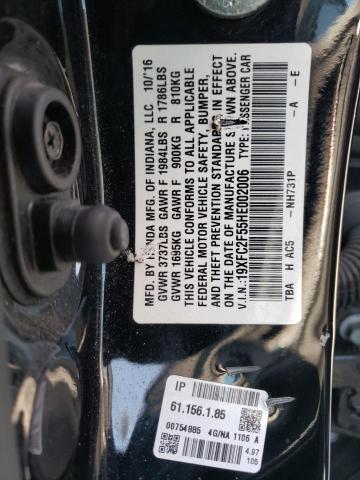 MFD. BY HONDA MFG. OF INDIANA, LLC 10/16
GVWR 3737LBS GAWR F 1984LBS R 1786LBS
GVWR 1695KG GAWR F 900KG R 810KG
THIS VEHICLE CONFORMS TO ALL APPLICABLE
FEDERAL MOTOR VEHICLE SAFETY, BUMPER,
AND THEFT PREVENTION STANDARDS IN EFFECT
ON THE DATE OF MANUFACTURE SHOWN ABOVE.
V.I.N.: 19XFC2F55HE002006 TYPE: PASSENGER CAR
TBA H AC5 -NH731P -A -E
IP
61.156.1.85
00754885 4G/NA 1106 A
4.97
105